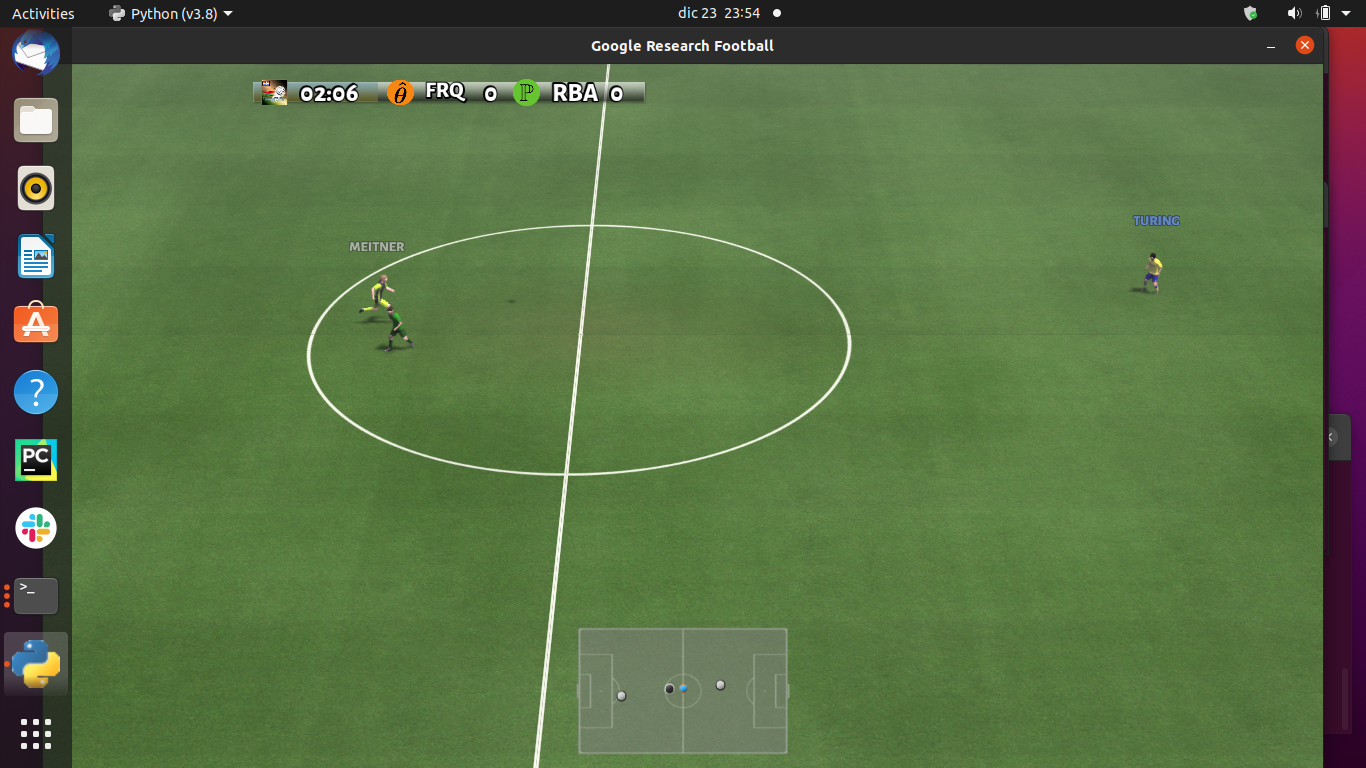 Activities
Python (v3.8)
dic 23 23:54
Google Research Football
02:06 θ̂ FRQ 0 ℙ RBA 0
TURING
MEITNER
?
PC
>_